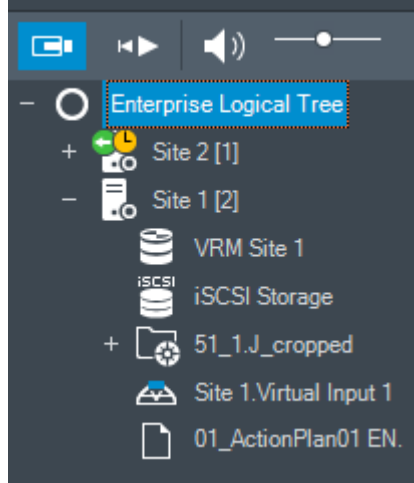 Enterprise Logical Tree
Site 2 [1]
Site 1 [2]
VRM Site 1
iSCSI
iSCSI Storage
51_1.J_cropped
Site 1.Virtual Input 1
01_ActionPlan01 EN.